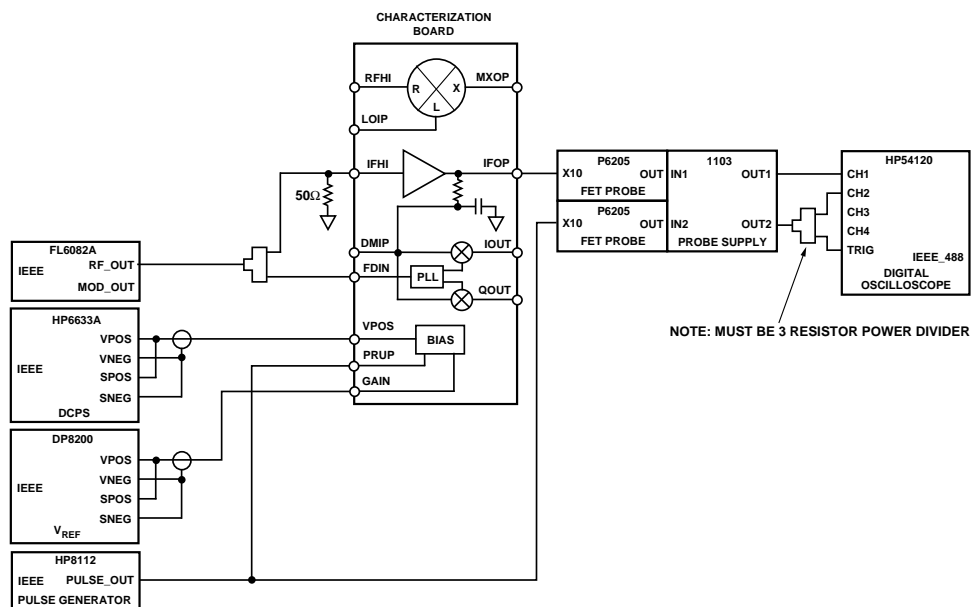 CHARACTERIZATION
BOARD
RFHI
R
X
L
MXOP
LOIP
IFHI
IFOP
50Ω
DMIP
IOUT
FDIN
PLL
QOUT
VPOS
BIAS
PRUP
GAIN
P6205
X10
OUT
FET PROBE
P6205
X10
OUT
FET PROBE
1103
IN1
OUT1
IN2
OUT2
PROBE SUPPLY
HP54120
CH1
CH2
CH3
CH4
TRIG
IEEE_488
DIGITAL
OSCILLOSCOPE
NOTE: MUST BE 3 RESISTOR POWER DIVIDER
FL6082A
IEEE
RF_OUT
MOD_OUT
HP6633A
VPOS
IEEE
VNEG
SPOS
SNEG
DCPS
DP8200
VPOS
IEEE
VNEG
SPOS
SNEG
VREF
HP8112
IEEE
PULSE_OUT
PULSE GENERATOR